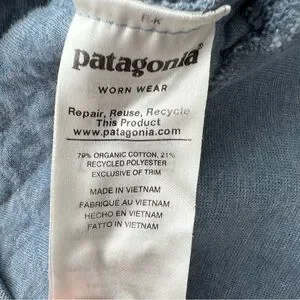 patagonia®
WORN WEAR
Repair, Reuse, Recycle
This Product
www.patagonia.com
79% ORGANIC COTTON, 21%
RECYCLED POLYESTER
EXCLUSIVE OF TRIM
MADE IN VIETNAM
FABRIQUÉ AU VIETNAM
HECHO EN VIETNAM
FATTO IN VIETNAM